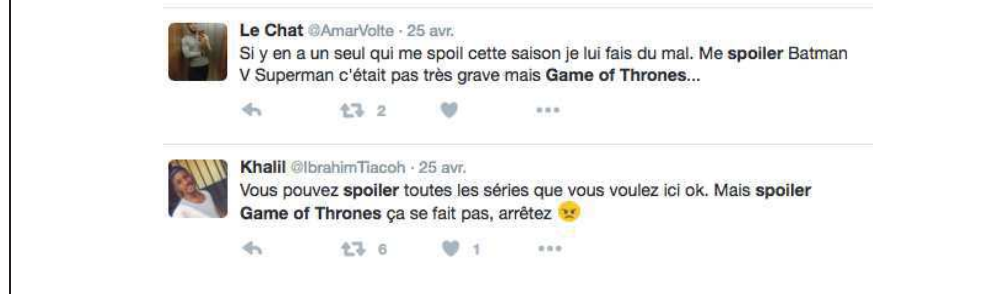 Le Chat @AmarVolte · 25 avr.
Si y en a un seul qui me spoil cette saison je lui fais du mal. Me spoiler Batman
V Superman c'était pas très grave mais Game of Thrones...
2
Khalil @IbrahimTiacoh · 25 avr.
Vous pouvez spoiler toutes les séries que vous voulez ici ok. Mais spoiler
Game of Thrones ça se fait pas, arrêtez 😡
6 1